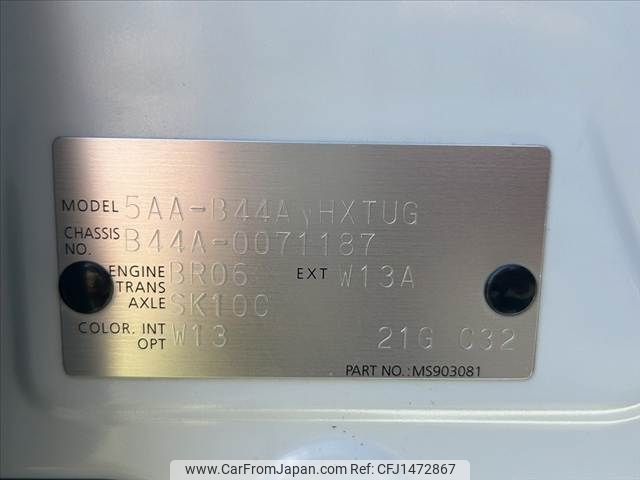 MODEL 5AA-B44A HXTUG
CHASSIS NO. B44A-0071187
ENGINE BR06 EXT W13A
TRANS AXLE SK10C
COLOR. INT W13
OPT 21G C32
PART NO.: MS903081
www.CarFromJapan.com | Ref No: CFJ1472867